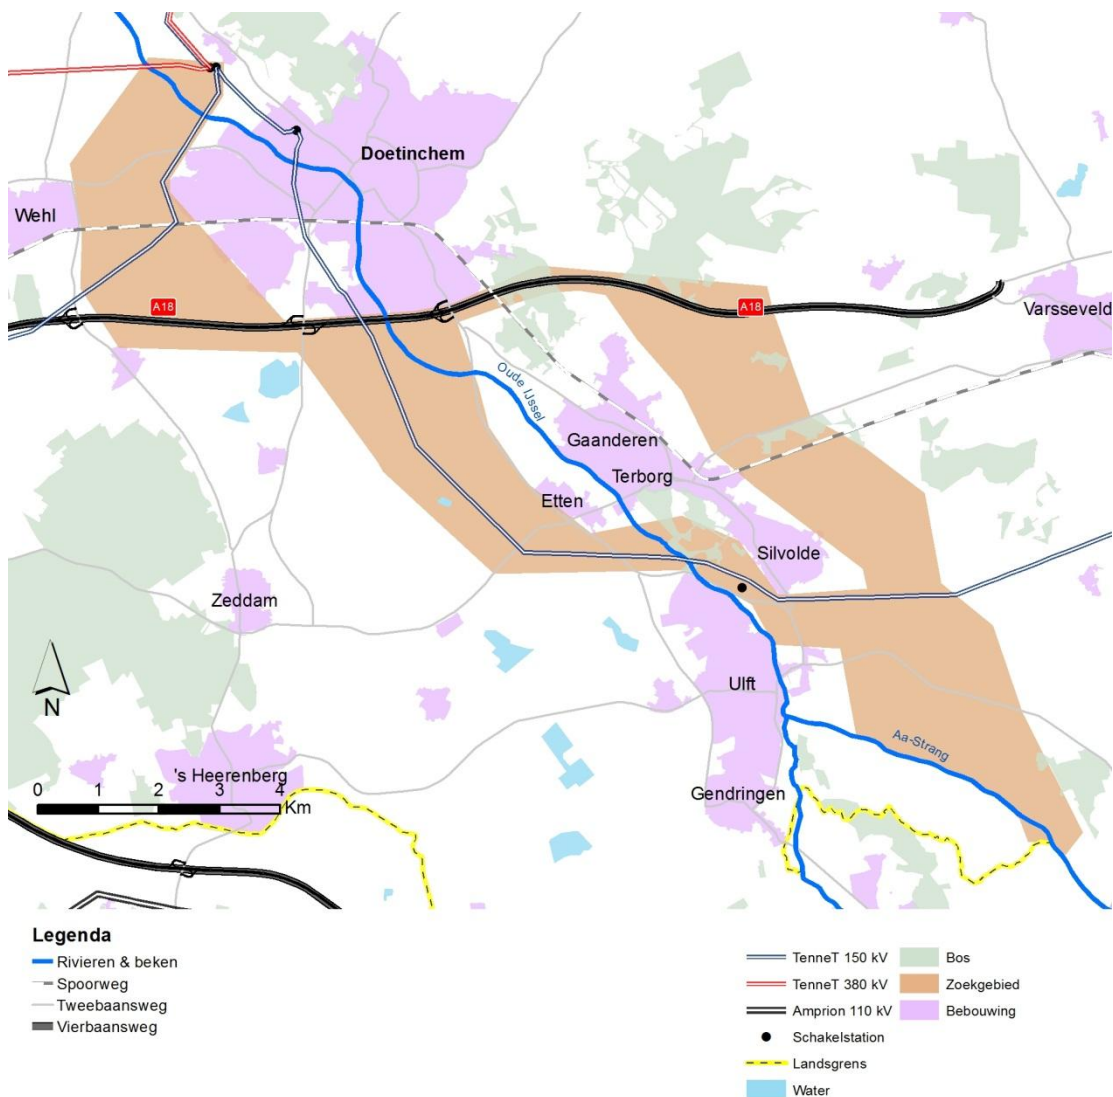 Doetinchem
Wehl
A18
A18
Varsseveld
Oude IJssel
Gaanderen
Terborg
Etten
Silvolde
Zeddam
N
Ulft
Aa-Strang
's Heerenberg
Gendringen
0 1 2 3 4
Km
Legenda
Rivieren & beken
Spoorweg
Tweebaansweg
Vierbaansweg
TenneT 150 kV
TenneT 380 kV
Amprion 110 kV
Schakelstation
Landsgrens
Water
Bos
Zoekgebied
Bebouwing